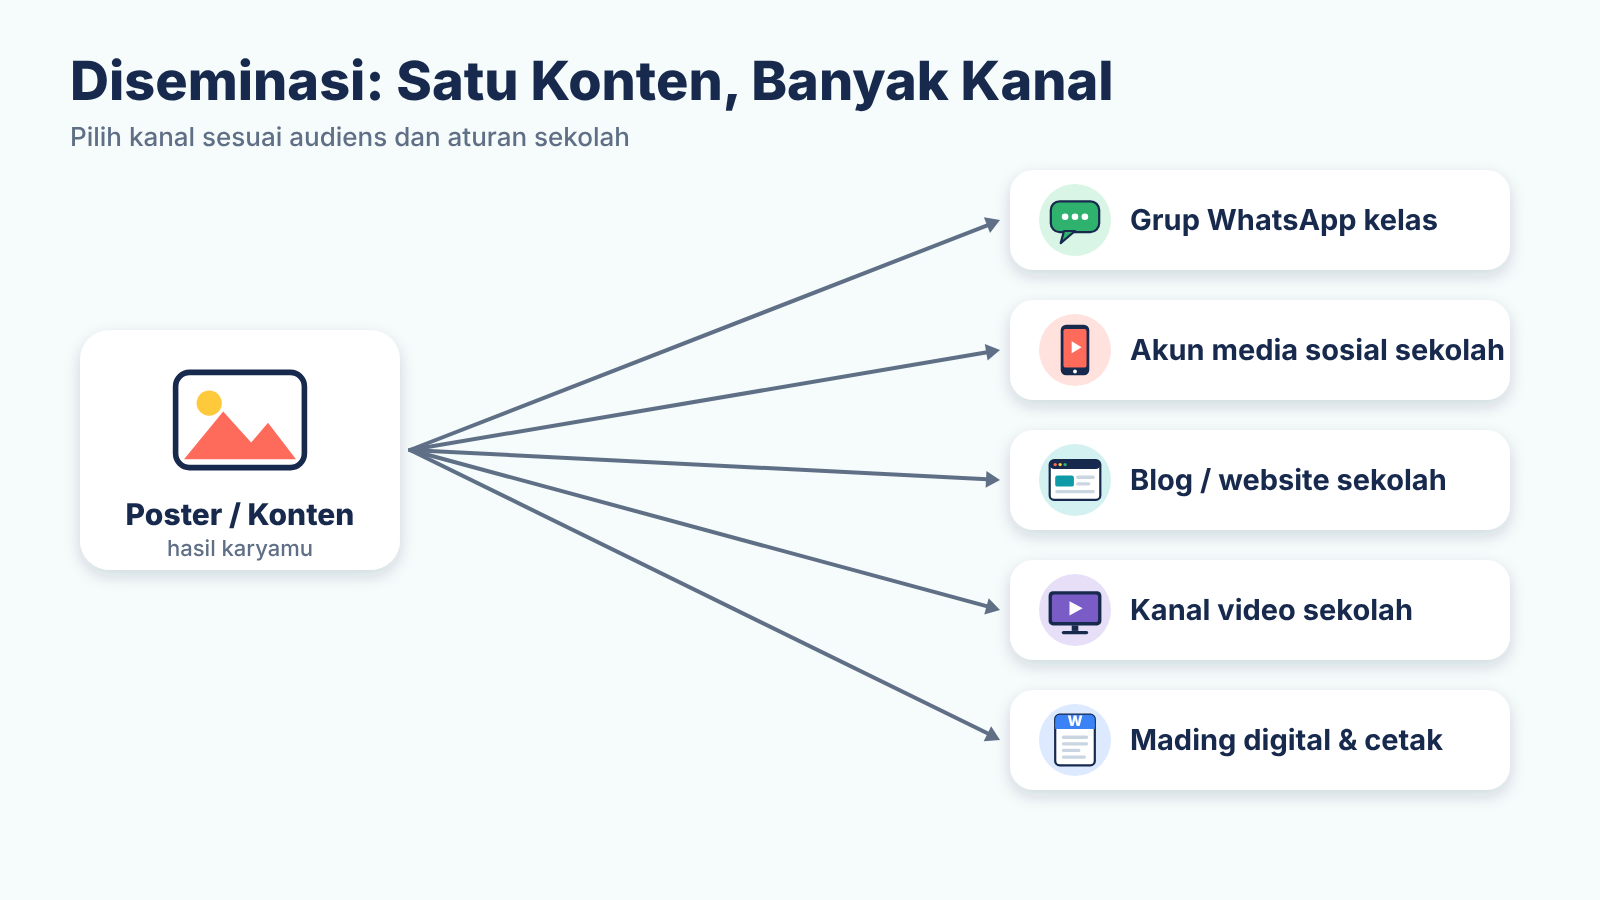 Diseminasi: Satu Konten, Banyak Kanal
Pilih kanal sesuai audiens dan aturan sekolah
Poster / Konten
hasil karyamu
Grup WhatsApp kelas
Akun media sosial sekolah
Blog / website sekolah
Kanal video sekolah
W
Mading digital & cetak